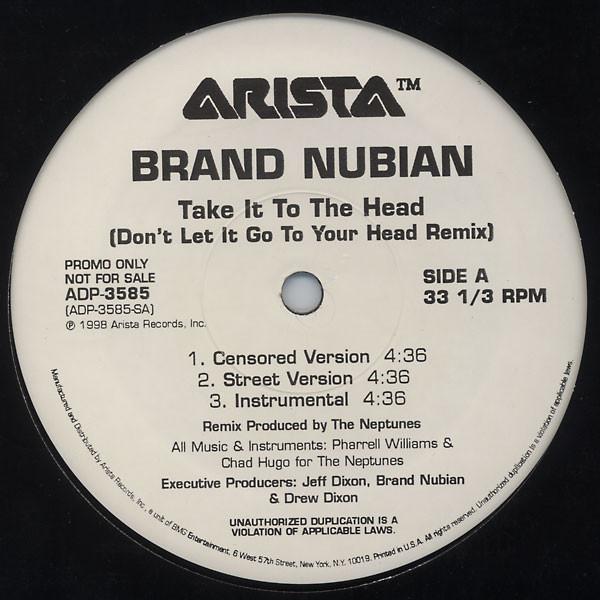 ARISTA™
BRAND NUBIAN
Take It To The Head
(Don't Let It Go To Your Head Remix)
PROMO ONLY
NOT FOR SALE
ADP-3585
(ADP-3585-SA)
℗ 1998 Arista Records, Inc.
SIDE A
33 1/3 RPM
1. Censored Version 4:36
2. Street Version 4:36
3. Instrumental 4:36
Remix Produced by The Neptunes
All Music & Instruments: Pharrell Williams &
Chad Hugo for The Neptunes
Executive Producers: Jeff Dixon, Brand Nubian
& Drew Dixon
UNAUTHORIZED DUPLICATION IS A
VIOLATION OF APPLICABLE LAWS.
Manufactured and Distributed by Arista Records, Inc., a unit of BMG Entertainment, 6 West 57th Street, New York, N.Y. 10019. Printed in U.S.A. All rights reserved. Unauthorized duplication is a violation of applicable laws.